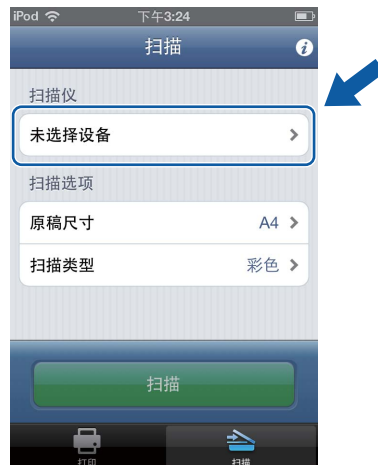 iPod 下午3:24
扫描
扫描仪
未选择设备
扫描选项
原稿尺寸 A4
扫描类型 彩色
扫描
打印 扫描